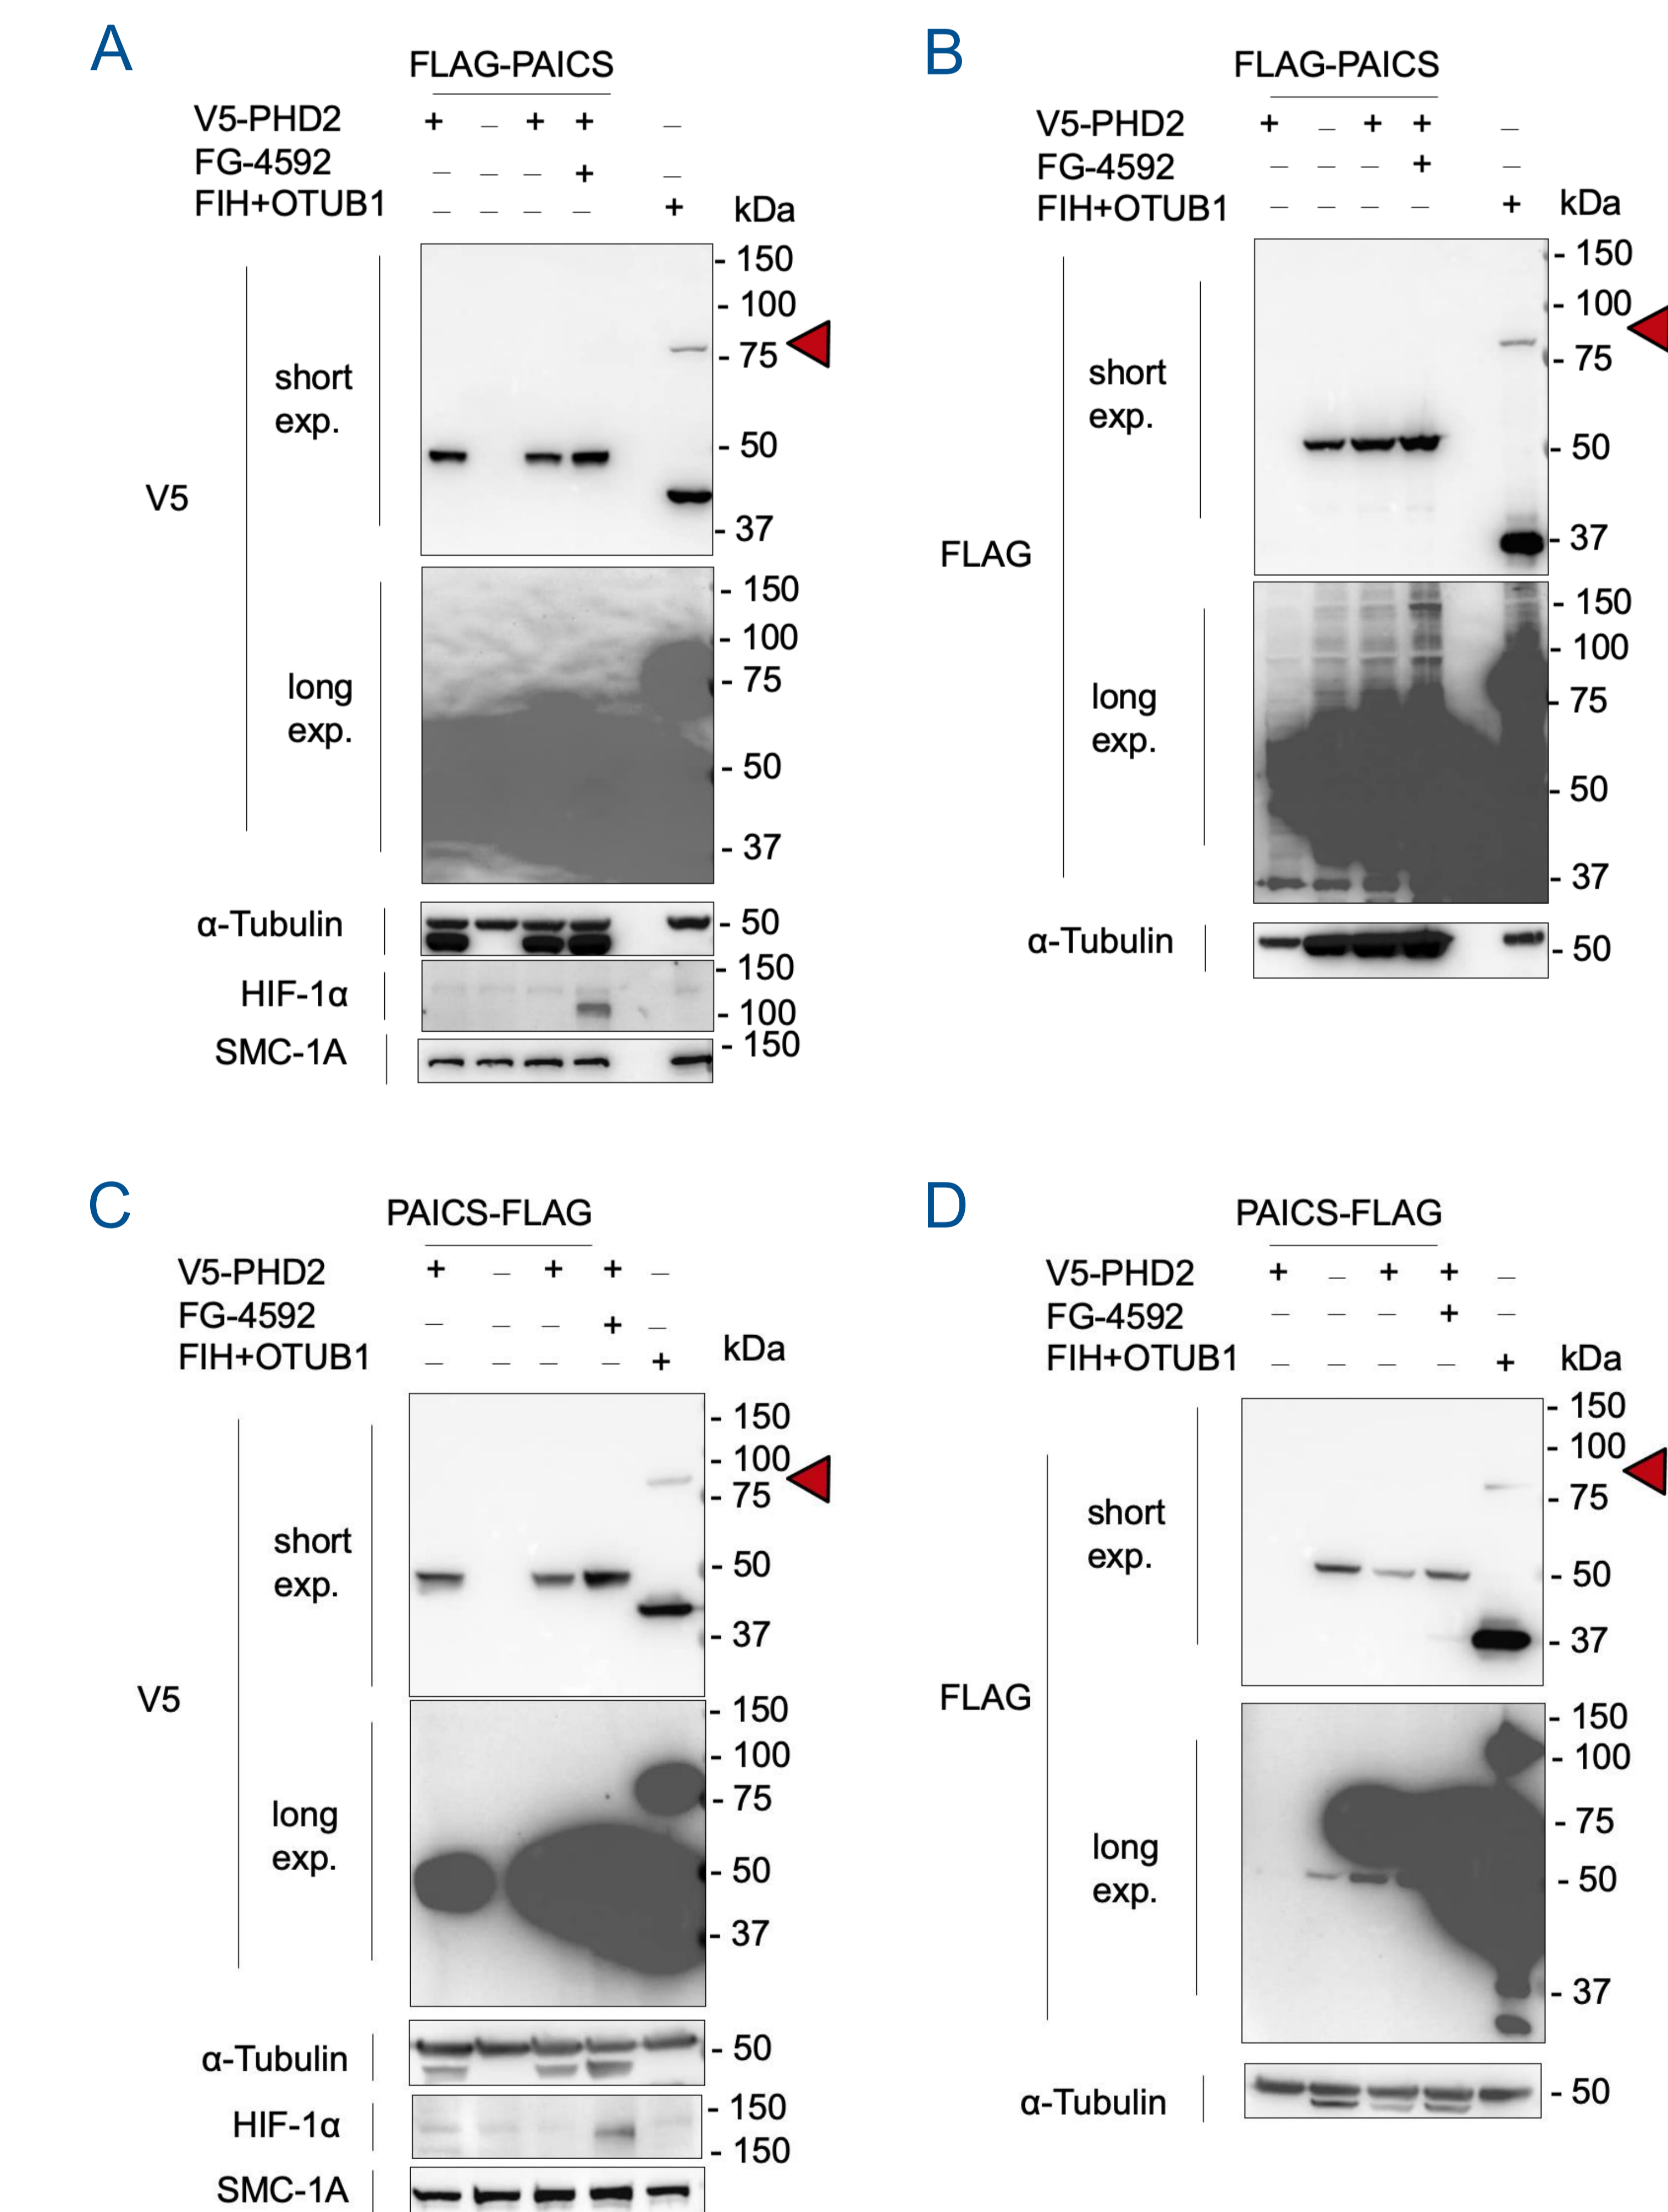 A
FLAG-PAICS
V5-PHD2 + – + + –
FG-4592 – – – + –
FIH+OTUB1 – – – – +
kDa
V5
short
exp.
- 150
- 100
- 75
- 50
- 37
long
exp.
- 150
- 100
- 75
- 50
- 37
α-Tubulin
- 50
HIF-1α
- 150
- 100
SMC-1A
- 150
B
FLAG-PAICS
V5-PHD2 + – + + –
FG-4592 – – – + –
FIH+OTUB1 – – – – +
kDa
FLAG
short
exp.
- 150
- 100
- 75
- 50
- 37
long
exp.
- 150
- 100
- 75
- 50
- 37
α-Tubulin
- 50
C
PAICS-FLAG
V5-PHD2 + – + + –
FG-4592 – – – + –
FIH+OTUB1 – – – – +
kDa
V5
short
exp.
- 150
- 100
- 75
- 50
- 37
long
exp.
- 150
- 100
- 75
- 50
- 37
α-Tubulin
- 50
HIF-1α
- 150
- 150
SMC-1A
D
PAICS-FLAG
V5-PHD2 + – + + –
FG-4592 – – – + –
FIH+OTUB1 – – – – +
kDa
FLAG
short
exp.
- 150
- 100
- 75
- 50
- 37
long
exp.
- 150
- 100
- 75
- 50
- 37
α-Tubulin
- 50